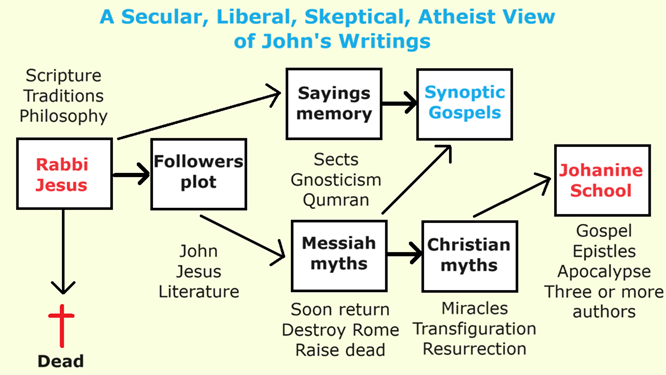 A Secular, Liberal, Skeptical, Atheist View
of John's Writings
Scripture
Traditions
Philosophy
Rabbi
Jesus
Dead
Followers
plot
John
Jesus
Literature
Sayings
memory
Sects
Gnosticism
Qumran
Messiah
myths
Soon return
Destroy Rome
Raise dead
Synoptic
Gospels
Christian
myths
Miracles
Transfiguration
Resurrection
Johanine
School
Gospel
Epistles
Apocalypse
Three or more
authors